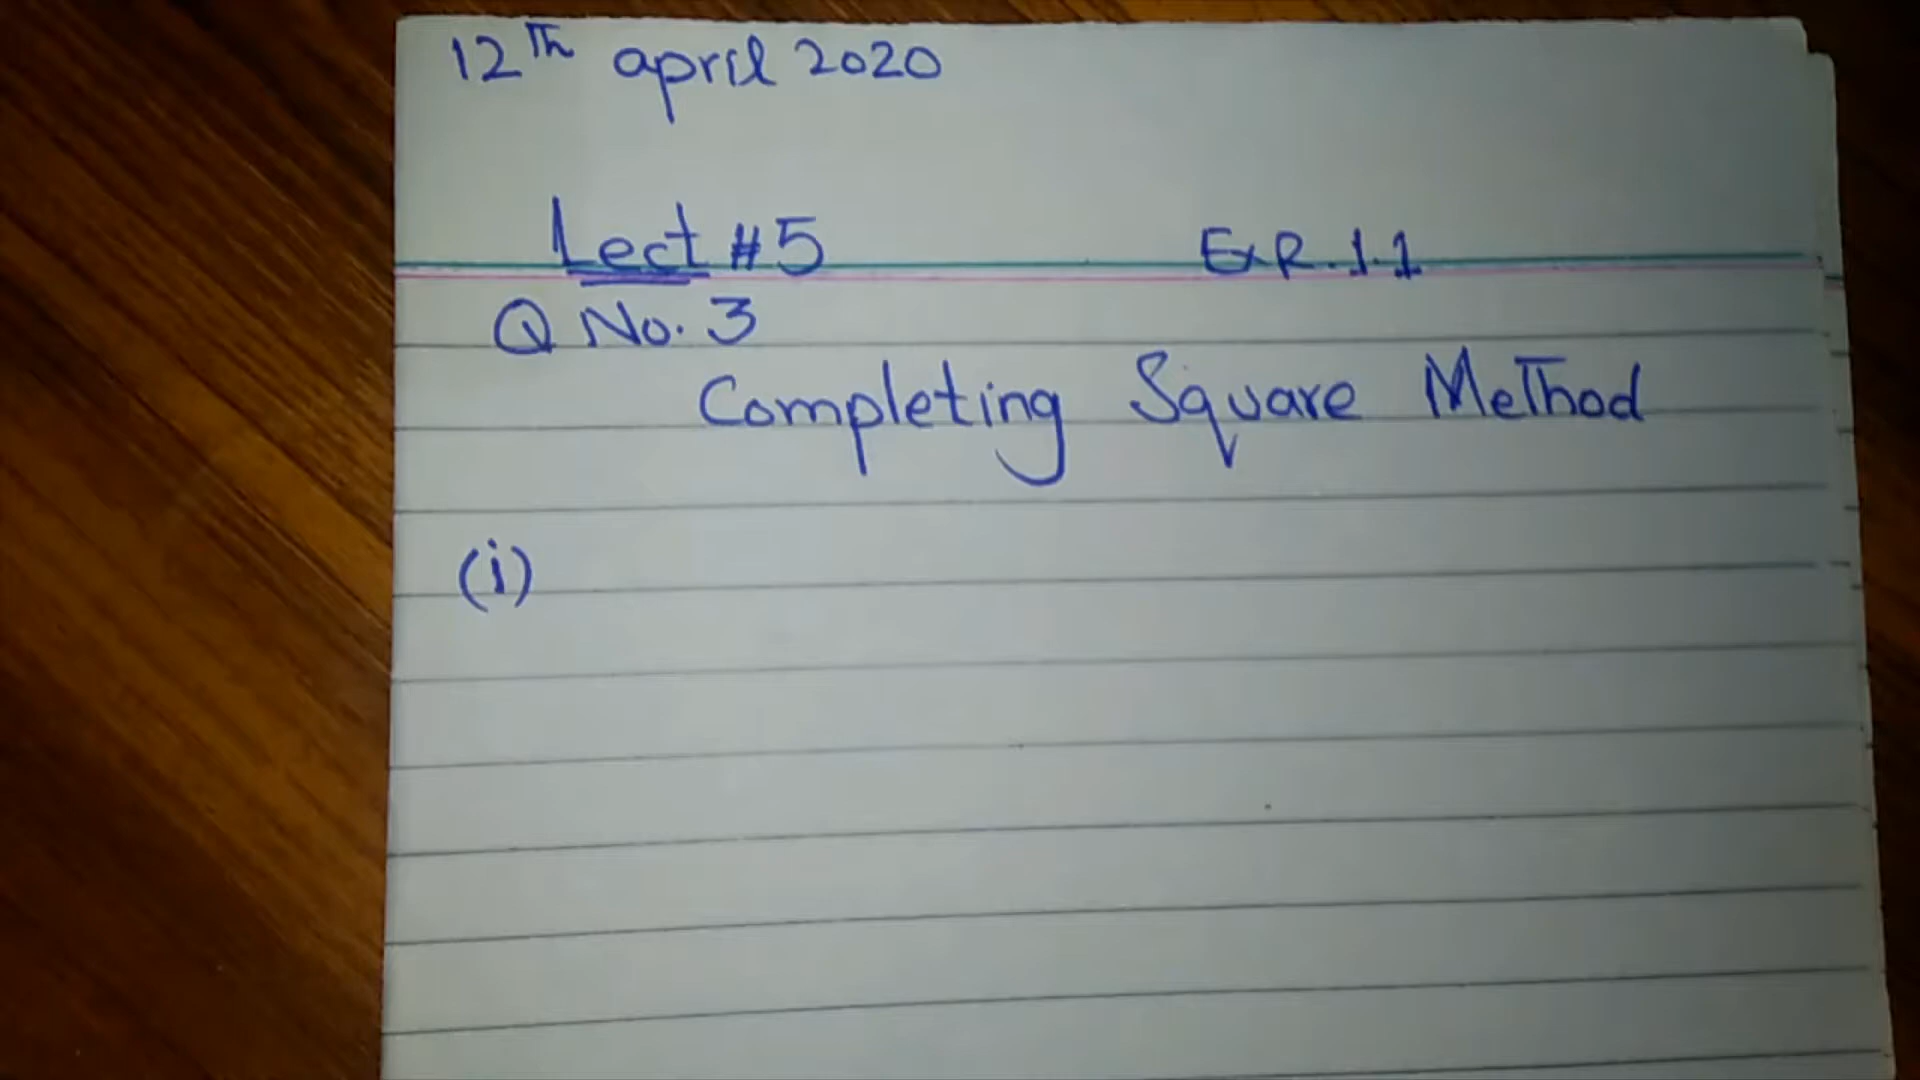 12Th april 2020
Lect #5 Ex.R.1.1
Q No. 3
Completing Square MeThod
(i)